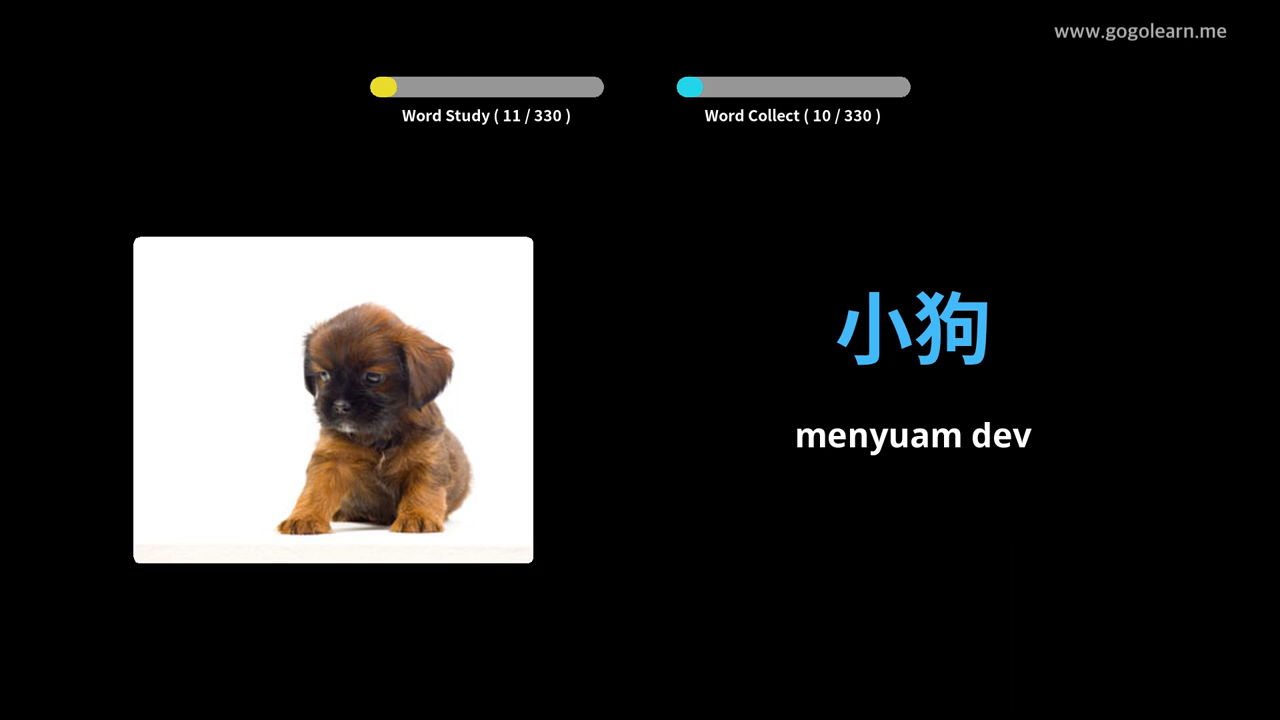 www.gogolearn.me
Word Study ( 11 / 330 )
Word Collect ( 10 / 330 )
小狗
menyuam dev